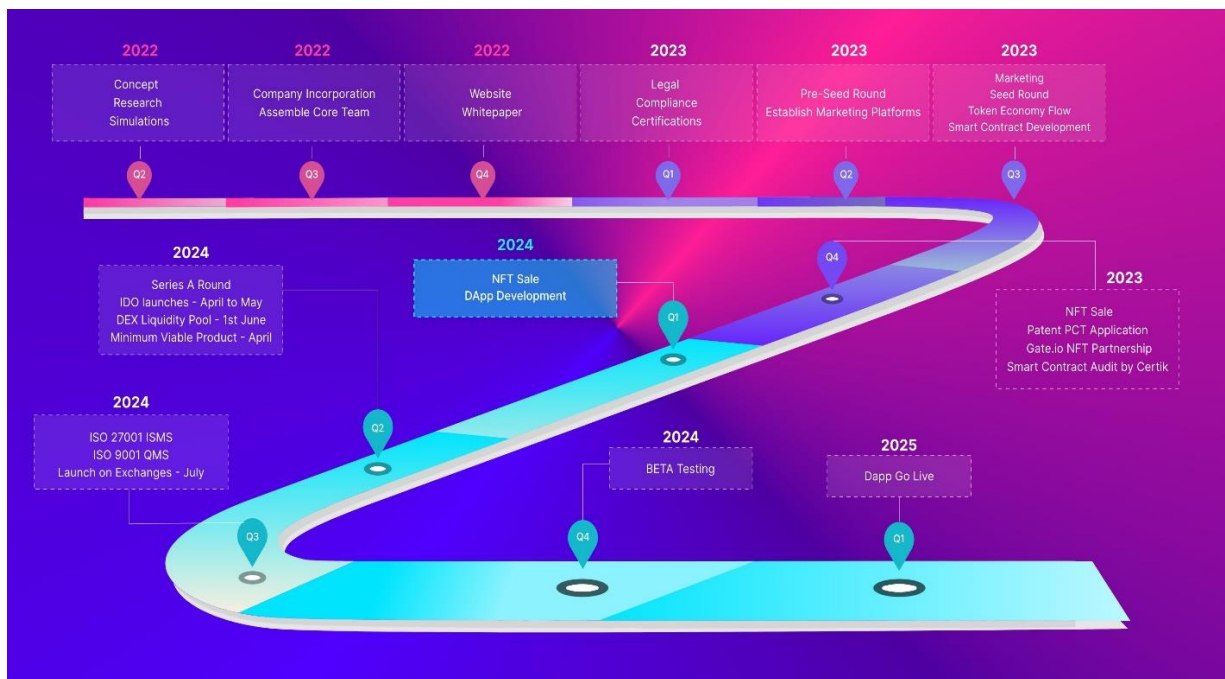 2022
Concept
Research
Simulations
Q2
2022
Company Incorporation
Assemble Core Team
Q3
2022
Website
Whitepaper
Q4
2023
Legal
Compliance
Certifications
Q1
2023
Pre-Seed Round
Establish Marketing Platforms
Q2
2023
Marketing
Seed Round
Token Economy Flow
Smart Contract Development
Q3
Q4
2023
NFT Sale
Patent PCT Application
Gate.io NFT Partnership
Smart Contract Audit by Certik
2024
NFT Sale
DApp Development
Q1
2024
Series A Round
IDO launches - April to May
DEX Liquidity Pool - 1st June
Minimum Viable Product - April
Q2
2024
ISO 27001 ISMS
ISO 9001 QMS
Launch on Exchanges - July
Q3
2024
BETA Testing
Q4
2025
Dapp Go Live
Q1